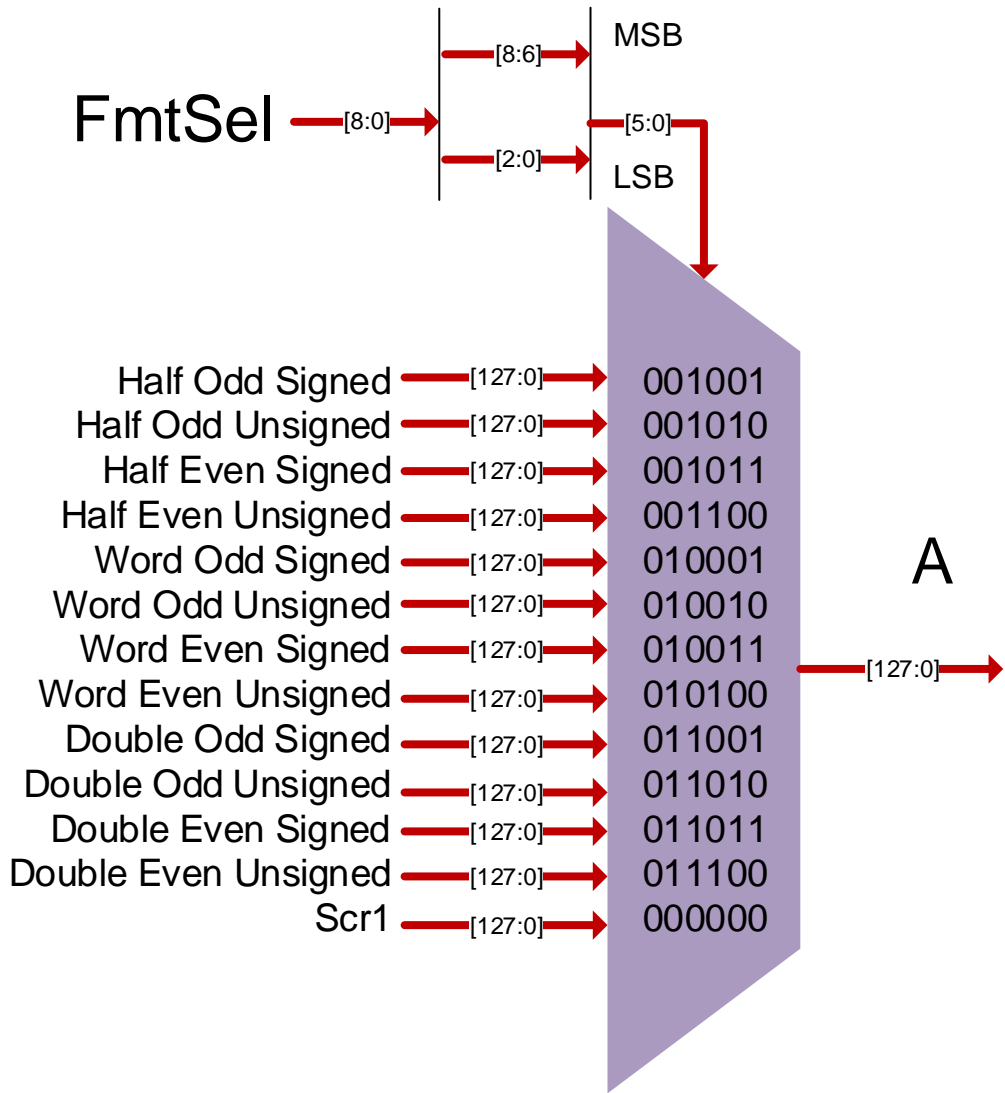 MSB
[8:6]
FmtSel [8:0] [5:0]
[2:0]
LSB
Half Odd Signed [127:0] 001001
Half Odd Unsigned [127:0] 001010
Half Even Signed [127:0] 001011
Half Even Unsigned [127:0] 001100
Word Odd Signed [127:0] 010001
A
Word Odd Unsigned [127:0] 010010
Word Even Signed [127:0] 010011
[127:0]
Word Even Unsigned [127:0] 010100
Double Odd Signed [127:0] 011001
Double Odd Unsigned [127:0] 011010
Double Even Signed [127:0] 011011
Double Even Unsigned [127:0] 011100
Scr1 [127:0] 000000